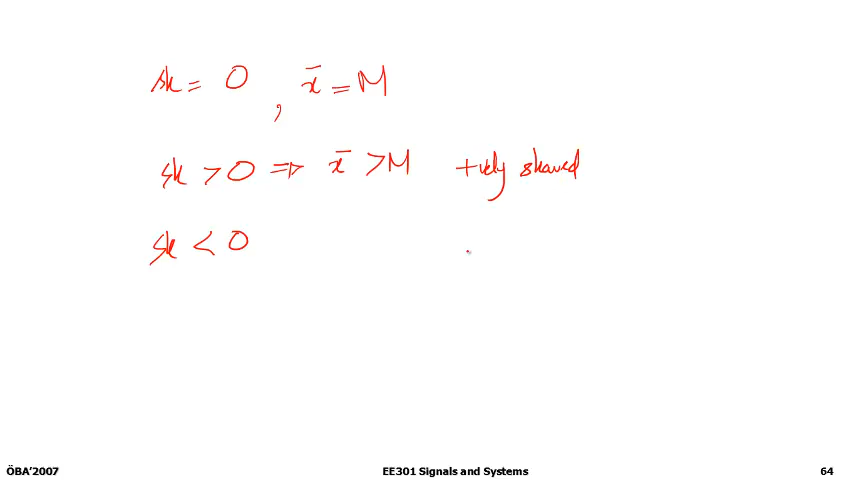 sk = 0 , x̄ = M
sk > 0 ⇒ x̄ > M +vely skewed
sk < 0
ÖBA'2007 EE301 Signals and Systems 64